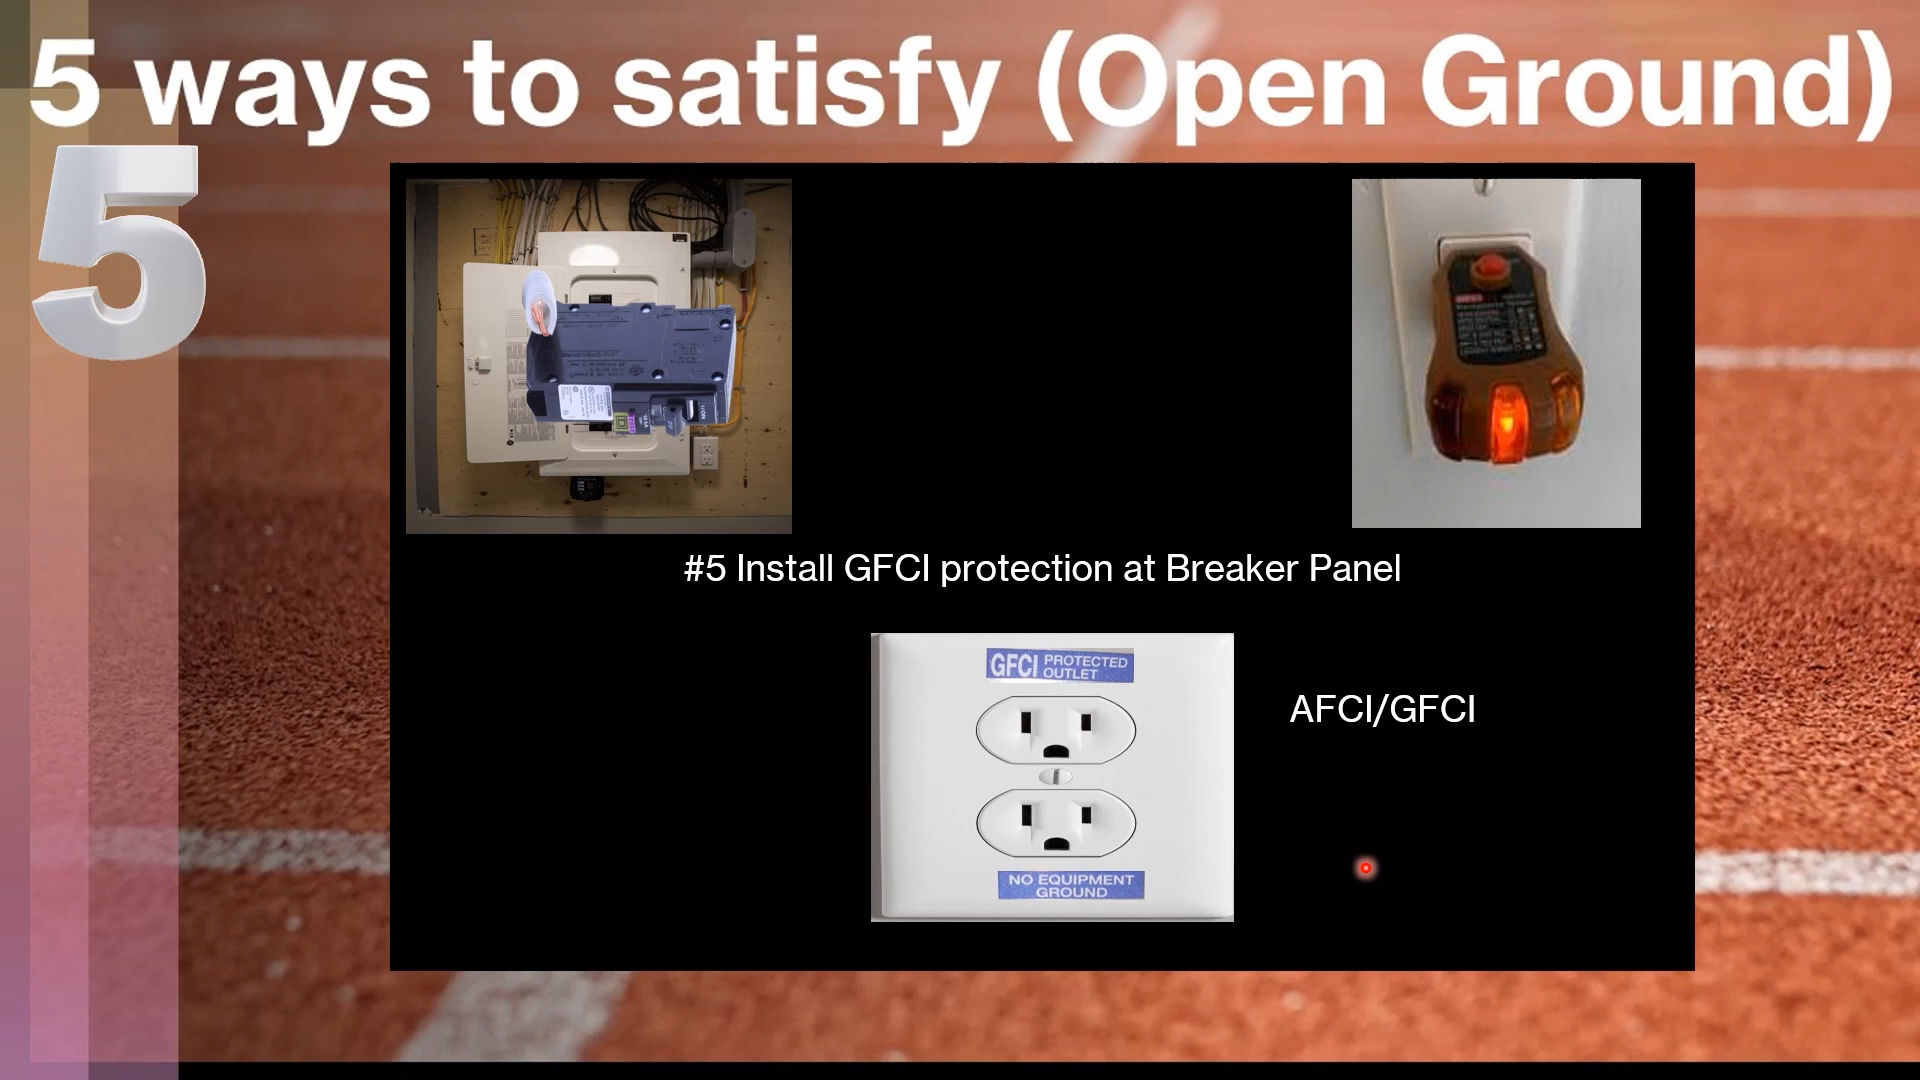 5 ways to satisfy (Open Ground)
5
#5 Install GFCI protection at Breaker Panel
GFCI PROTECTED
OUTLET
AFCI/GFCI
NO EQUIPMENT
GROUND